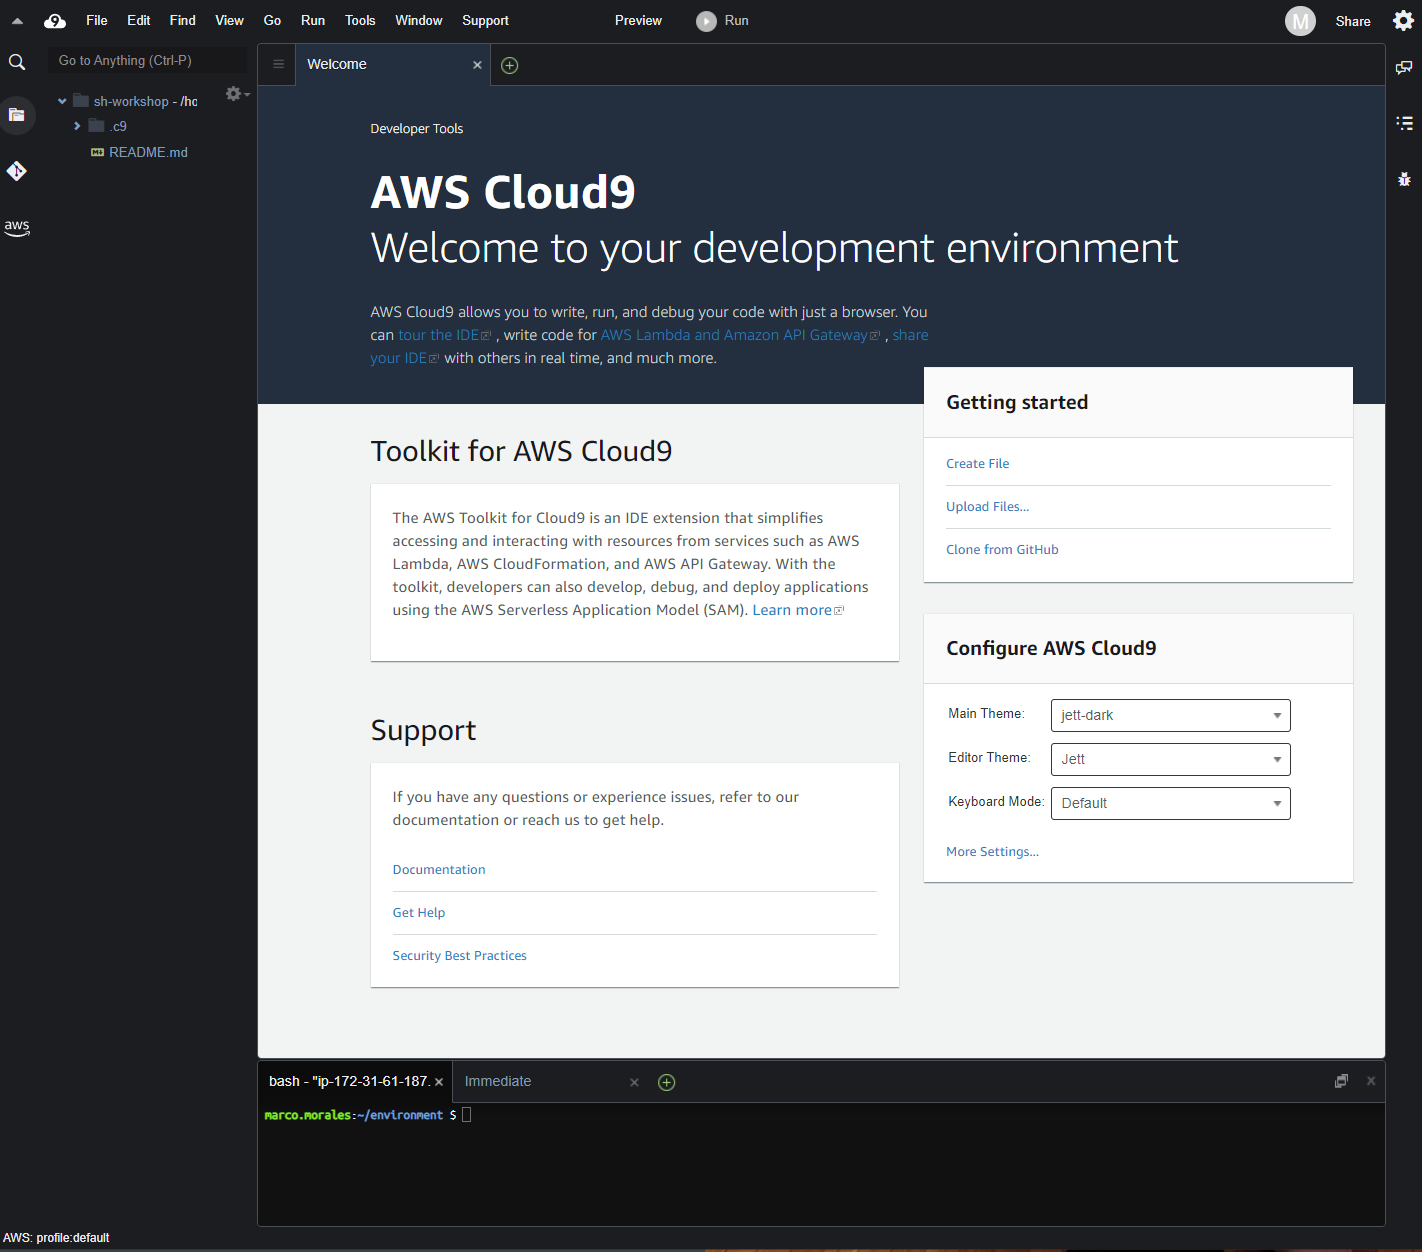 File Edit Find View Go Run Tools Window Support Preview Run M Share
Go to Anything (Ctrl-P)
sh-workshop - /ho
.c9
README.md
aws
Welcome
Developer Tools
AWS Cloud9
Welcome to your development environment
AWS Cloud9 allows you to write, run, and debug your code with just a browser. You
can tour the IDE , write code for AWS Lambda and Amazon API Gateway , share
your IDE with others in real time, and much more.
Toolkit for AWS Cloud9
The AWS Toolkit for Cloud9 is an IDE extension that simplifies
accessing and interacting with resources from services such as AWS
Lambda, AWS CloudFormation, and AWS API Gateway. With the
toolkit, developers can also develop, debug, and deploy applications
using the AWS Serverless Application Model (SAM). Learn more
Support
If you have any questions or experience issues, refer to our
documentation or reach us to get help.
Documentation
Get Help
Security Best Practices
Getting started
Create File
Upload Files...
Clone from GitHub
Configure AWS Cloud9
Main Theme: jett-dark
Editor Theme: Jett
Keyboard Mode: Default
More Settings...
bash - "ip-172-31-61-187. Immediate
marco.morales:~/environment $
AWS: profile:default